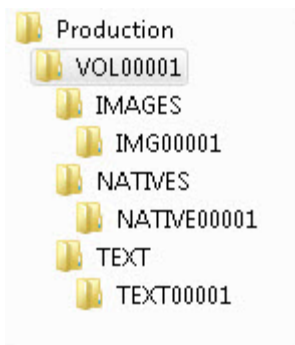 Production
VOL00001
IMAGES
IMG00001
NATIVES
NATIVE00001
TEXT
TEXT00001